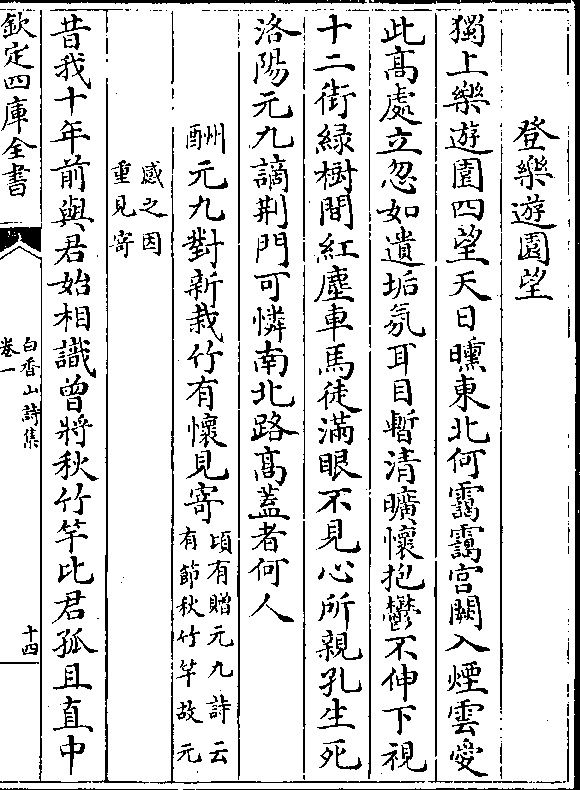 登樂遊園望
獨上樂遊園四望天日曛東北何靄靄宫闕入煙雲愛
此髙處立忽如遺垢氛耳目暫清曠懷抱鬱不伸下視
十二街緑樹間紅塵車馬徒滿眼不見心所親孔生死
洛陽元九謫荆門可憐南北路髙蓋者何人
酬元九對新栽竹有懷見寄
頃有贈元九詩云
有節秋竹竿故元
感之因
重見寄
昔我十年前與君始相識曾將秋竹竿比君孤且直中
欽定四庫全書
白香山詩集
卷一
十四